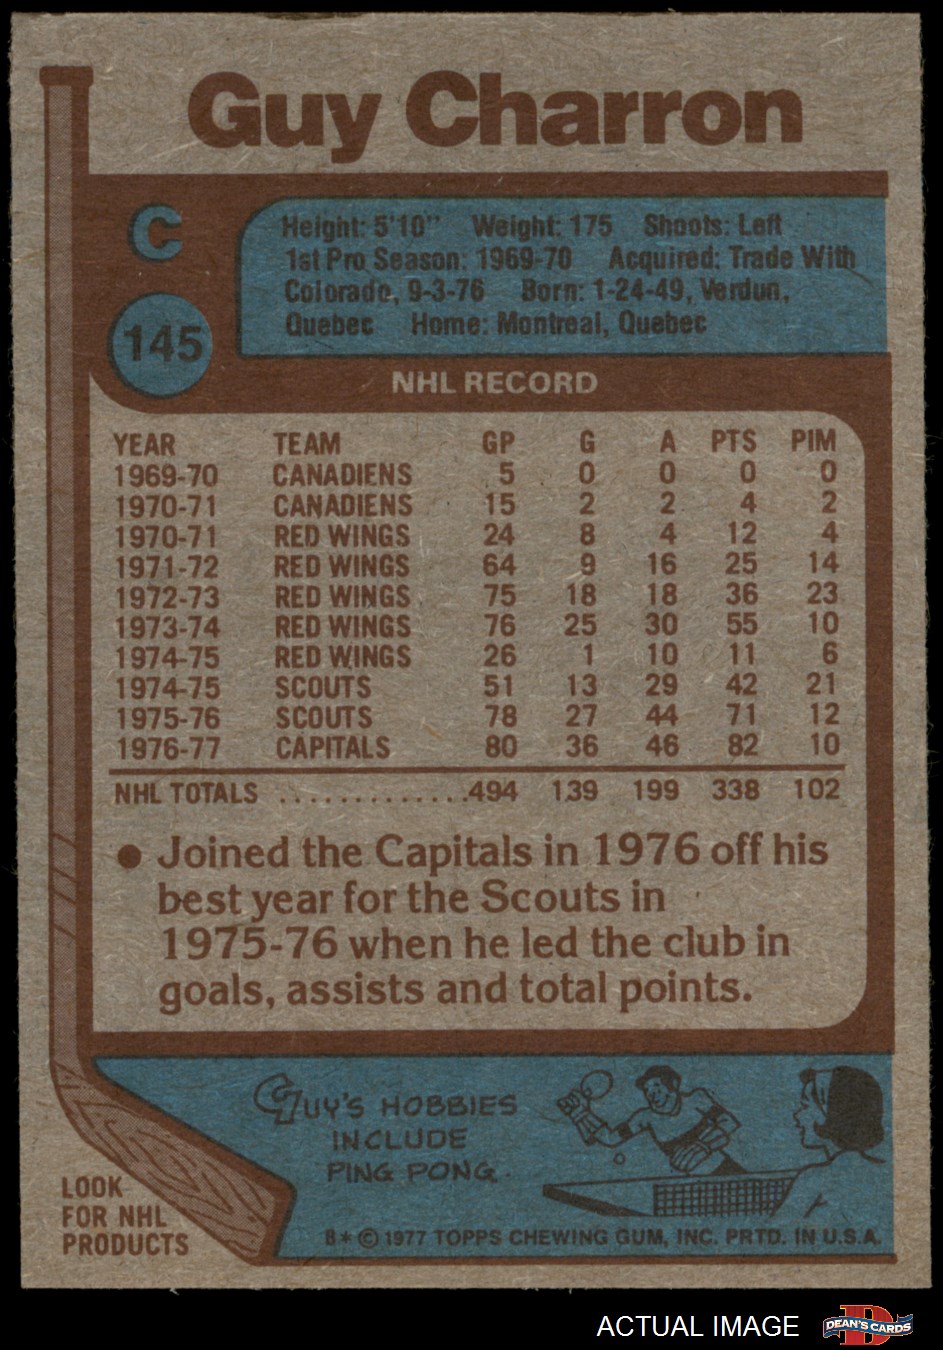 Guy Charron
C
Height: 5'10" Weight: 175 Shoots: Left
1st Pro Season: 1969-70 Acquired: Trade With
Colorado, 9-3-76 Born: 1-24-49, Verdun,
Quebec Home: Montreal, Quebec
145
NHL RECORD
YEAR TEAM GP G A PTS PIM
1969-70 CANADIENS 5 0 0 0 0
1970-71 CANADIENS 15 2 2 4 2
1970-71 RED WINGS 24 8 4 12 4
1971-72 RED WINGS 64 9 16 25 14
1972-73 RED WINGS 75 18 18 36 23
1973-74 RED WINGS 76 25 30 55 10
1974-75 RED WINGS 26 1 10 11 6
1974-75 SCOUTS 51 13 29 42 21
1975-76 SCOUTS 78 27 44 71 12
1976-77 CAPITALS 80 36 46 82 10
NHL TOTALS ..............494 139 199 338 102
● Joined the Capitals in 1976 off his
best year for the Scouts in
1975-76 when he led the club in
goals, assists and total points.
GUY'S HOBBIES
INCLUDE
PING PONG.
LOOK
FOR NHL
PRODUCTS
B* © 1977 TOPPS CHEWING GUM, INC. PRTD. IN U.S.A.
ACTUAL IMAGE
D
DEAN'S CARDS